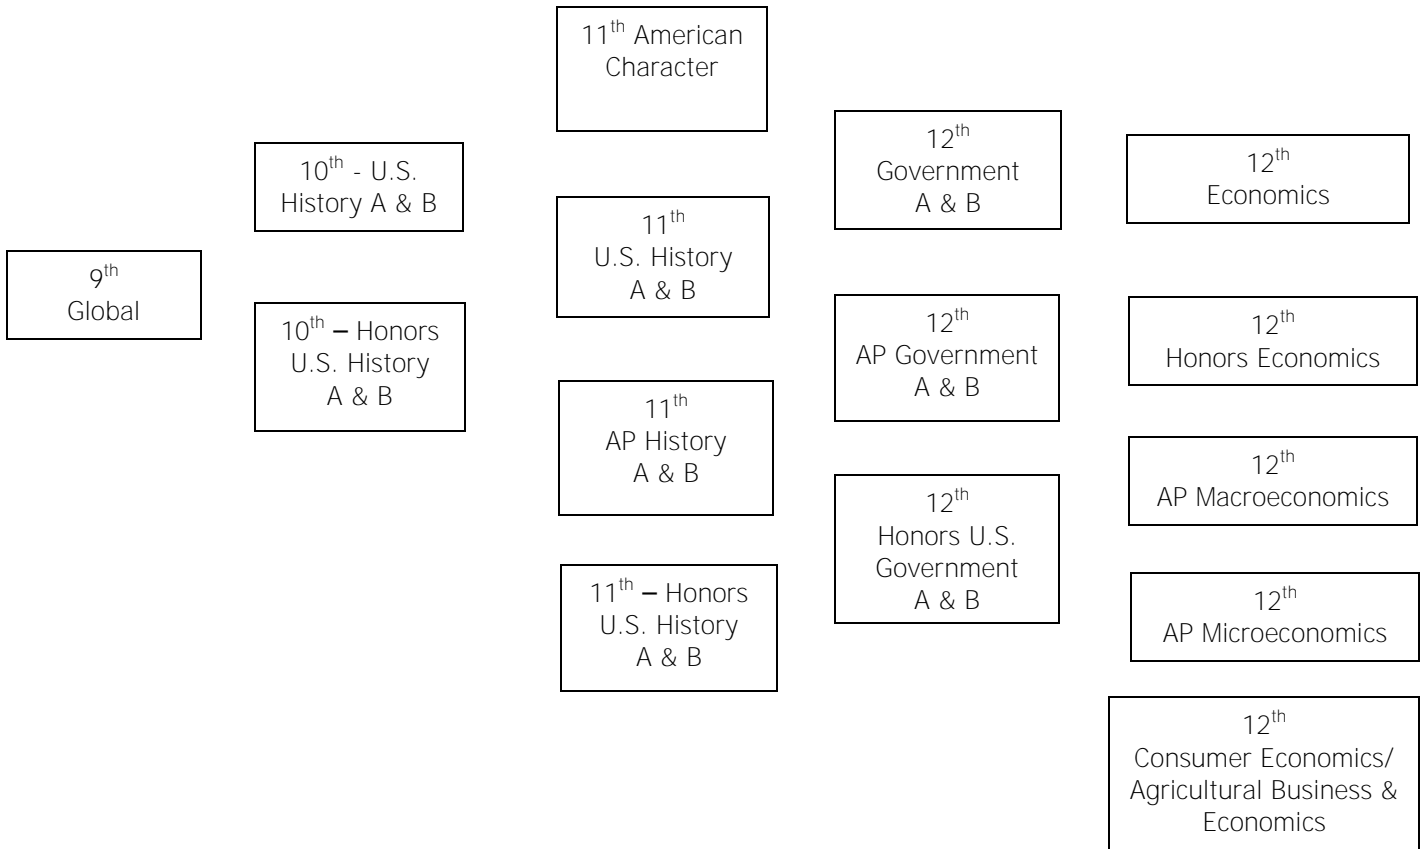 9th
Global
10th - U.S.
History A & B
10th – Honors
U.S. History
A & B
11th American
Character
11th
U.S. History
A & B
11th
AP History
A & B
11th – Honors
U.S. History
A & B
12th
Government
A & B
12th
AP Government
A & B
12th
Honors U.S.
Government
A & B
12th
Economics
12th
Honors Economics
12th
AP Macroeconomics
12th
AP Microeconomics
12th
Consumer Economics/
Agricultural Business &
Economics